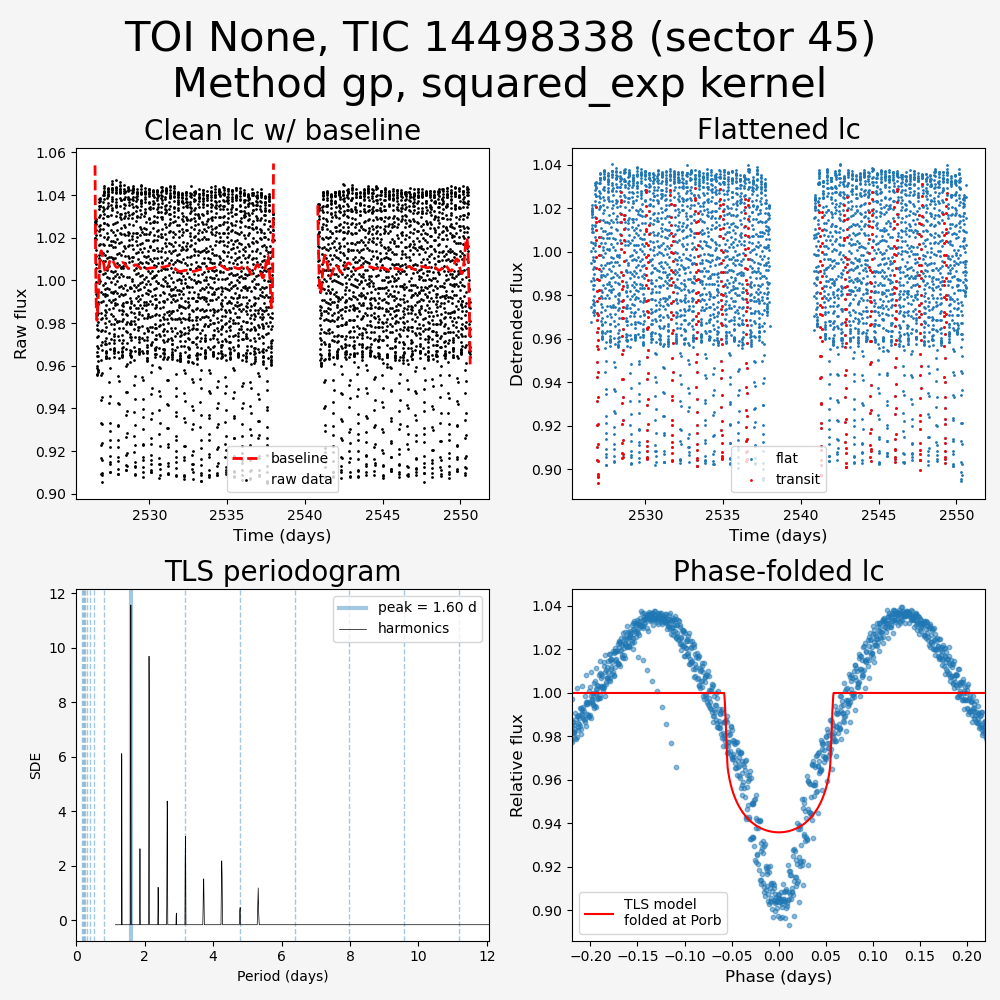 TOI None, TIC 14498338 (sector 45)
Method gp, squared_exp kernel
Clean lc w/ baseline
Raw flux
1.06
1.04
1.02
1.00
0.98
0.96
0.94
0.92
0.90
baseline
raw data
2530
2535
2540
2545
2550
Time (days)
Flattened lc
Detrended flux
1.04
1.02
1.00
0.98
0.96
0.94
0.92
0.90
flat
transit
2530
2535
2540
2545
2550
Time (days)
TLS periodogram
SDE
12
10
8
6
4
2
0
peak = 1.60 d
harmonics
0
2
4
6
8
10
12
Period (days)
Phase-folded lc
Relative flux
1.04
1.02
1.00
0.98
0.96
0.94
0.92
0.90
TLS model
folded at Porb
−0.20
−0.15
−0.10
−0.05
0.00
0.05
0.10
0.15
0.20
Phase (days)